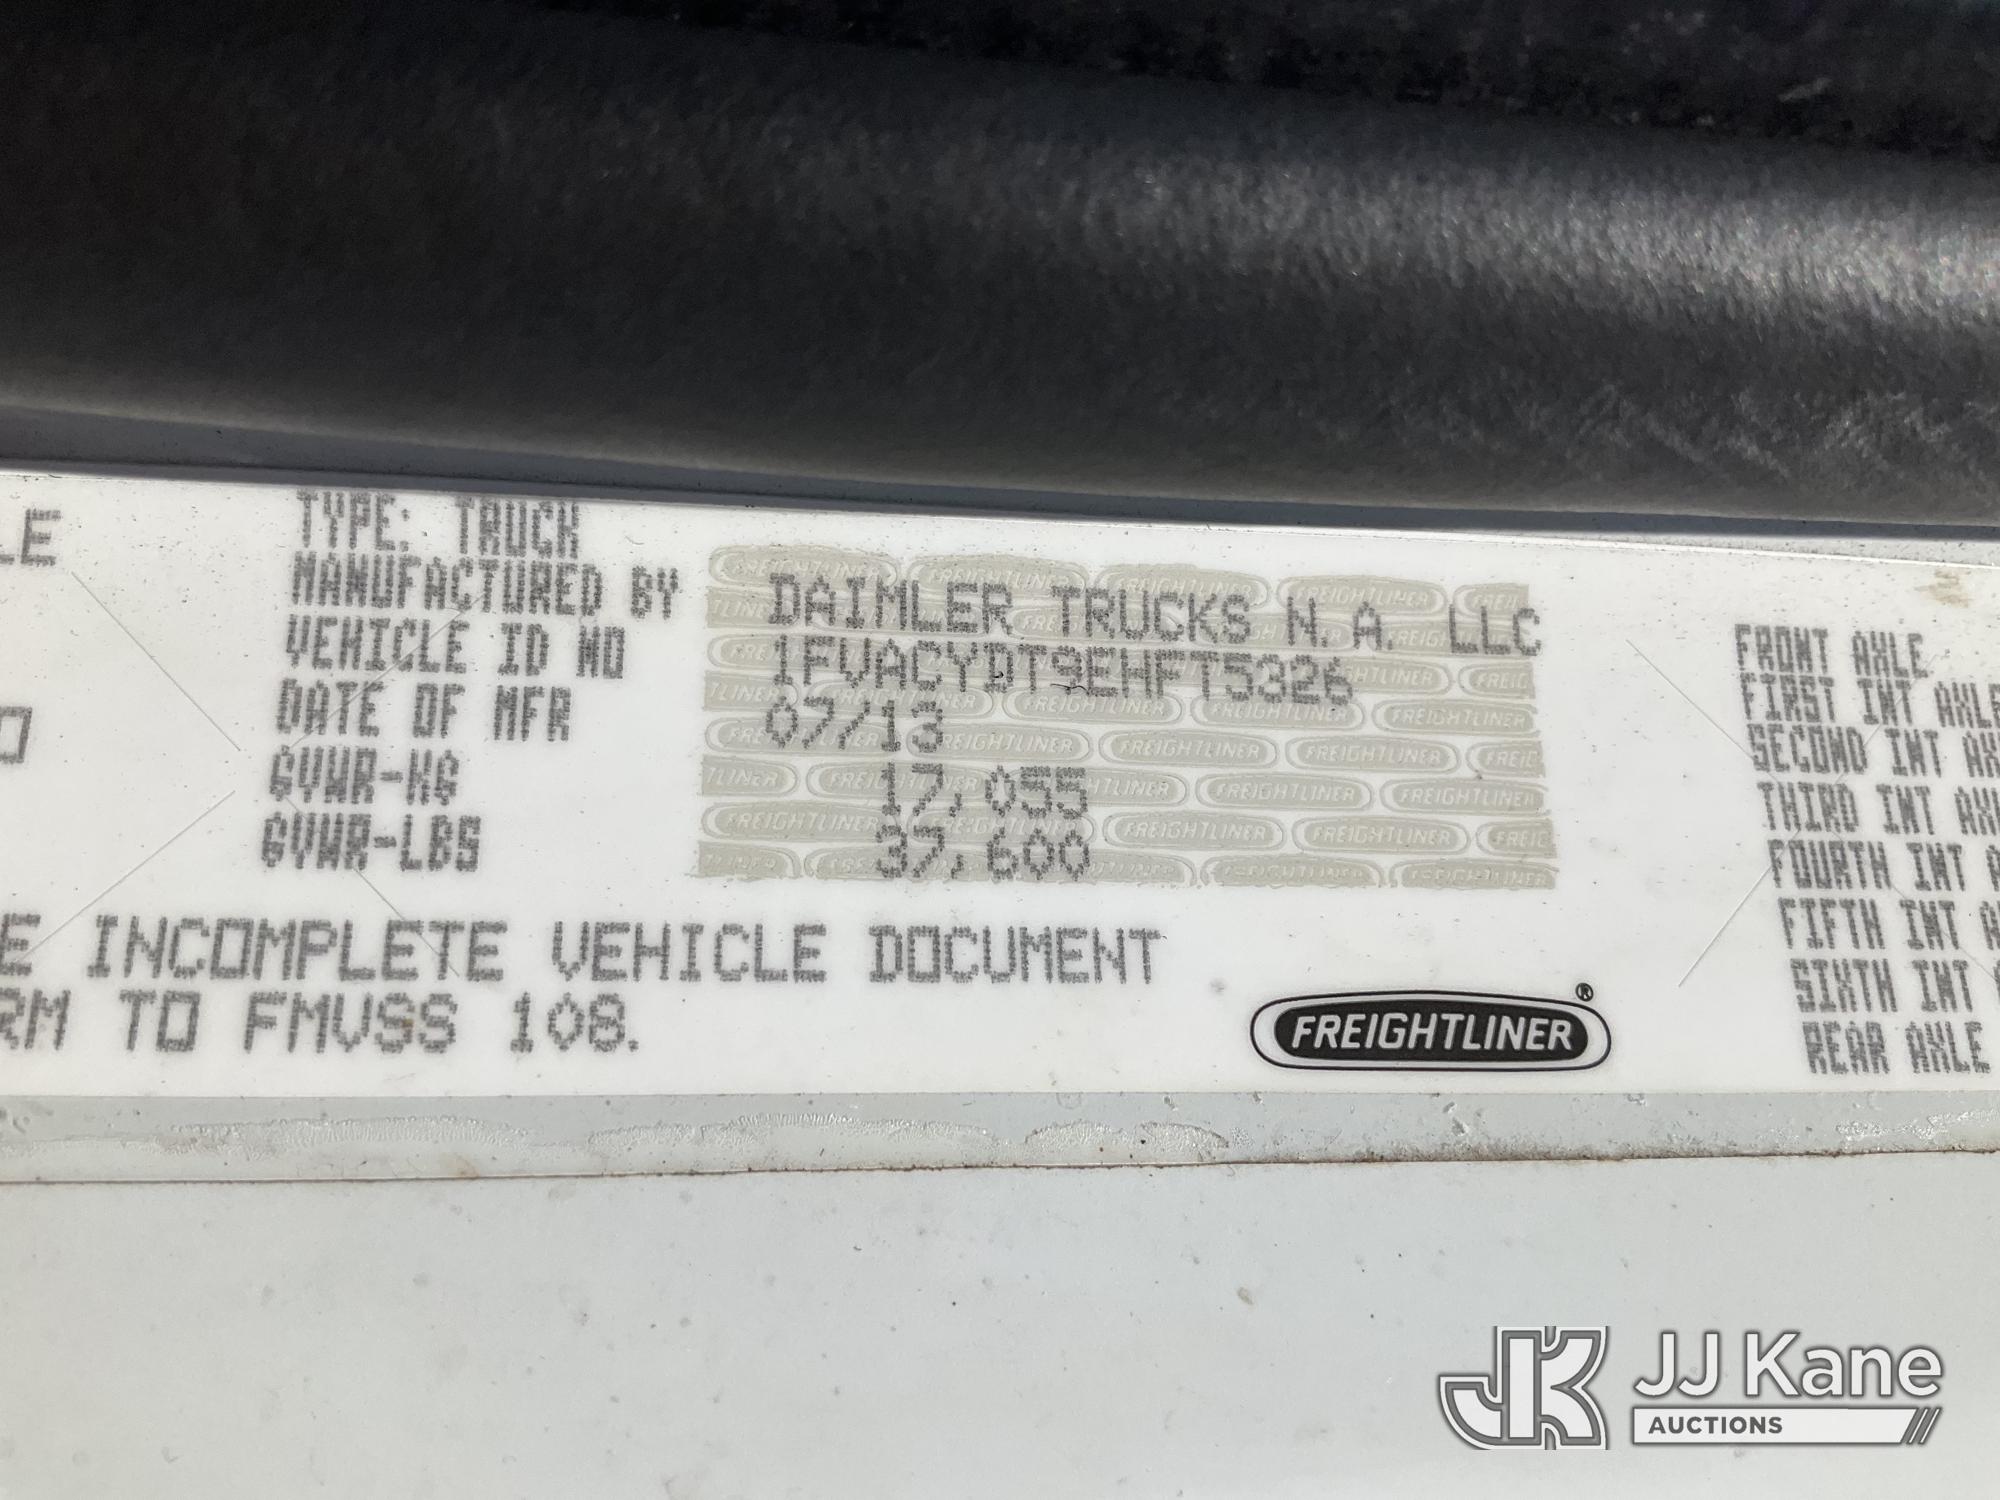 LE
TYPE: TRUCK
MANUFACTURED BY DAIMLER TRUCKS N.A. LLC
VEHICLE ID NO 1FVACYDT9EHFT5326
DATE OF MFR 07/13
GVWR-KG 17,055
GVWR-LBS 37,600
E INCOMPLETE VEHICLE DOCUMENT
RM TO FMVSS 108.
FREIGHTLINER®
FRONT AXLE
FIRST INT AXLE
SECOND INT AX
THIRD INT AX
FOURTH INT A
FIFTH INT A
SIXTH INT
REAR AXLE
JK JJ Kane
AUCTIONS